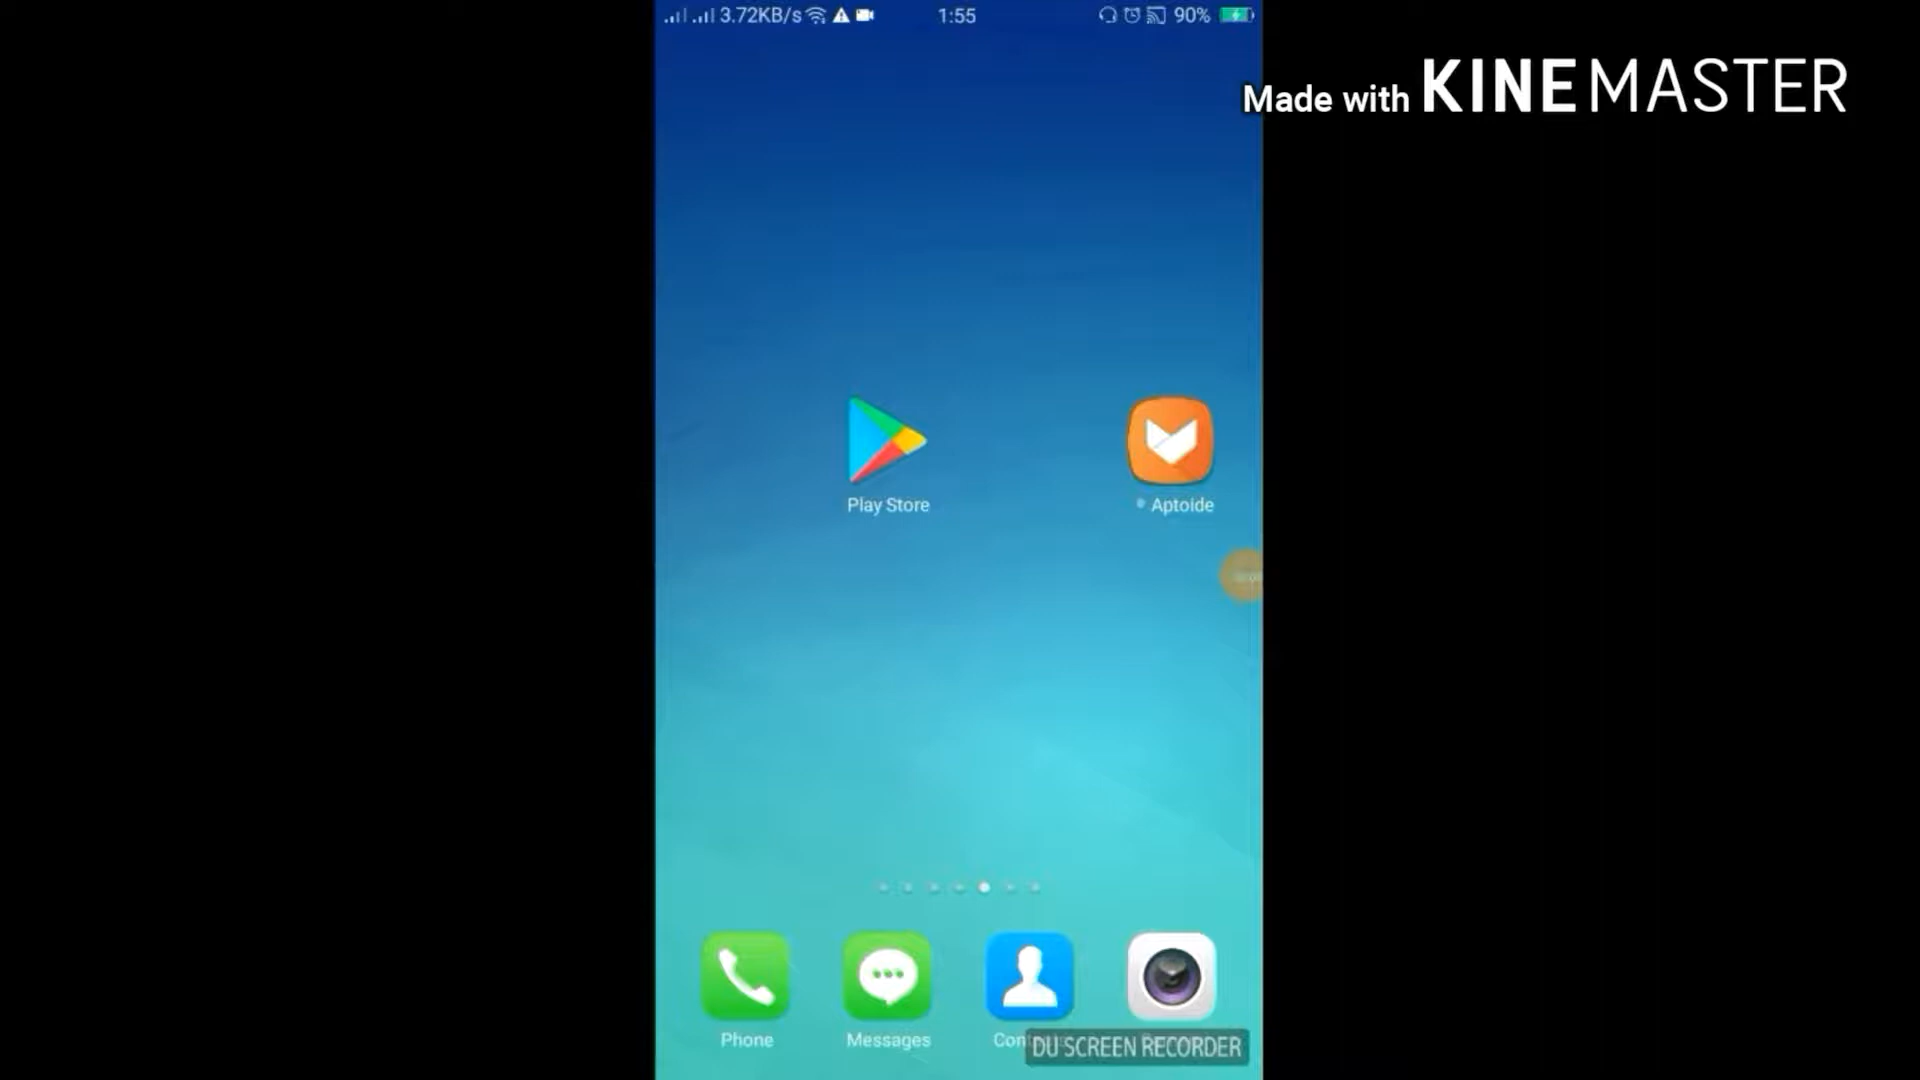 3.72KB/s 1:55 90%
Made with KINEMASTER
Play Store
Aptoide
Phone
Messages
DU SCREEN RECORDER